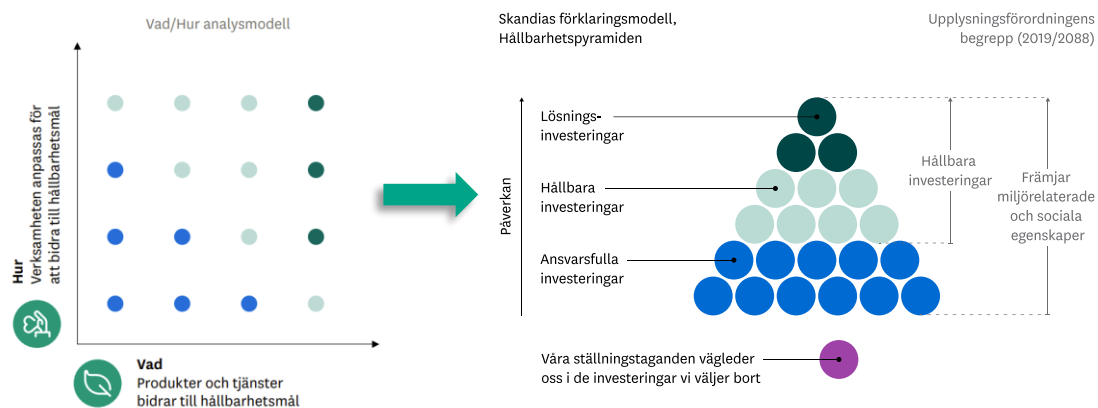 Vad/Hur analysmodell
Hur
Verksamheten anpassas för
att bidra till hållbarhetsmål
Vad
Produkter och tjänster
bidrar till hållbarhetsmål
Skandias förklaringsmodell,
Hållbarhetspyramiden
Upplysningsförordningens
begrepp (2019/2088)
Påverkan
Lösnings-
investeringar
Hållbara
investeringar
Ansvarsfulla
investeringar
Hållbara
investeringar
Främjar
miljörelaterade
och sociala
egenskaper
Våra ställningstaganden vägleder
oss i de investeringar vi väljer bort